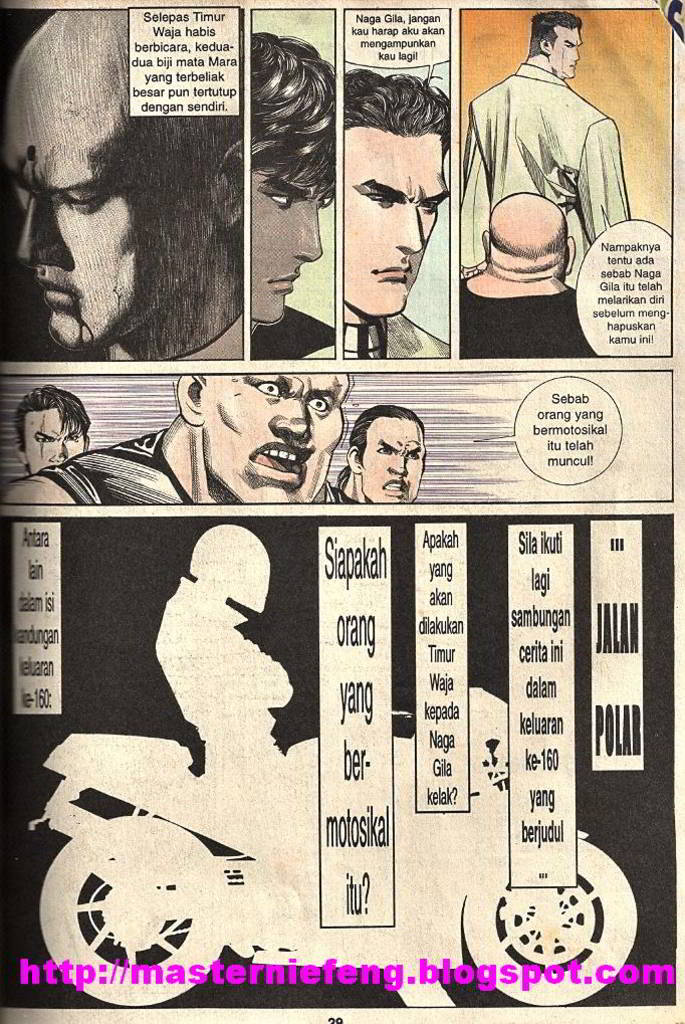 Selepas Timur
Waja habis
berbicara, kedua-
dua biji mata Mara
yang terbeliak
besar pun tertutup
dengan sendiri.
Naga Gila, jangan
kau harap aku akan
mengampunkan
kau lagi!
Nampaknya
tentu ada
sebab Naga
Gila itu telah
melarikan diri
sebelum meng-
hapuskan
kamu ini!
Sebab
orang yang
bermotosikal
itu telah
muncul!
Antara
lain
dalam isi
kandungan
keluaran
ke-160:
Siapakah
orang
yang
ber-
motosikal
itu?
Apakah
yang
akan
dilakukan
Timur
Waja
kepada
Naga
Gila
kelak?
Sila ikuti
lagi
sambungan
cerita ini
dalam
keluaran
ke-160
yang
berjudul
...
...
JALAN
POLAR
http://masterniefeng.blogspot.com
29